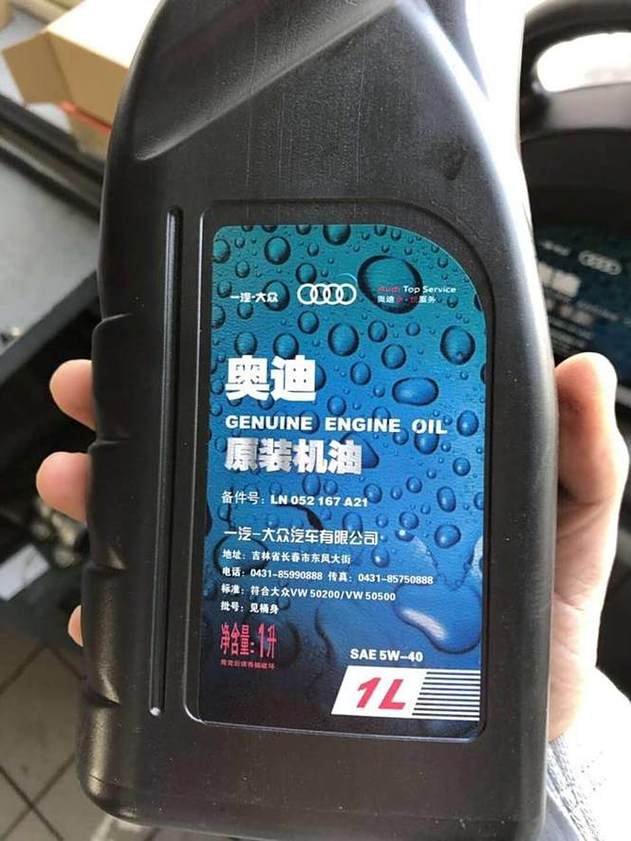 一汽-大众 Audi Top Service
奥迪
GENUINE ENGINE OIL
原装机油
备件号: LN 052 167 A21
一汽-大众汽车有限公司
地址: 吉林省长春市东风大街
电话: 0431-85990888 传真: 0431-85750888
标准: 符合大众VW 50200/VW 50500
批号: 见桶身
净含量: 1升
SAE 5W-40
1L